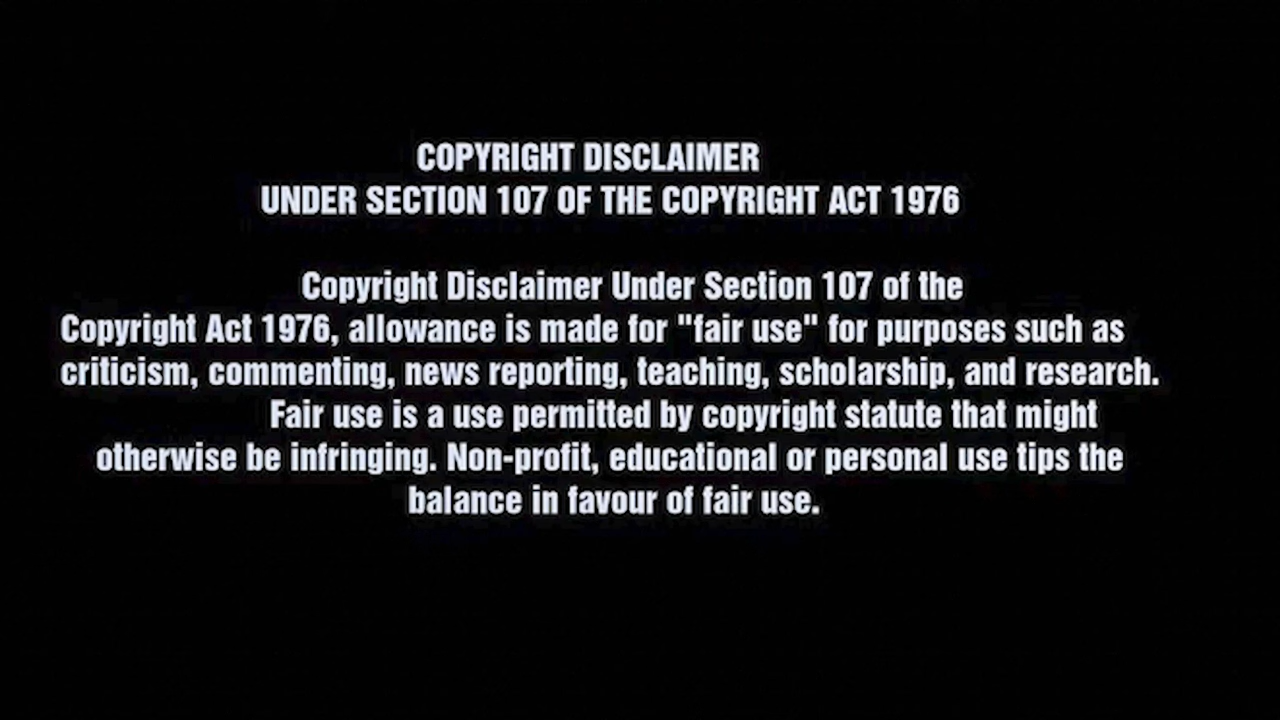 COPYRIGHT DISCLAIMER
UNDER SECTION 107 OF THE COPYRIGHT ACT 1976
Copyright Disclaimer Under Section 107 of the
Copyright Act 1976, allowance is made for "fair use" for purposes such as
criticism, commenting, news reporting, teaching, scholarship, and research.
Fair use is a use permitted by copyright statute that might
otherwise be infringing. Non-profit, educational or personal use tips the
balance in favour of fair use.